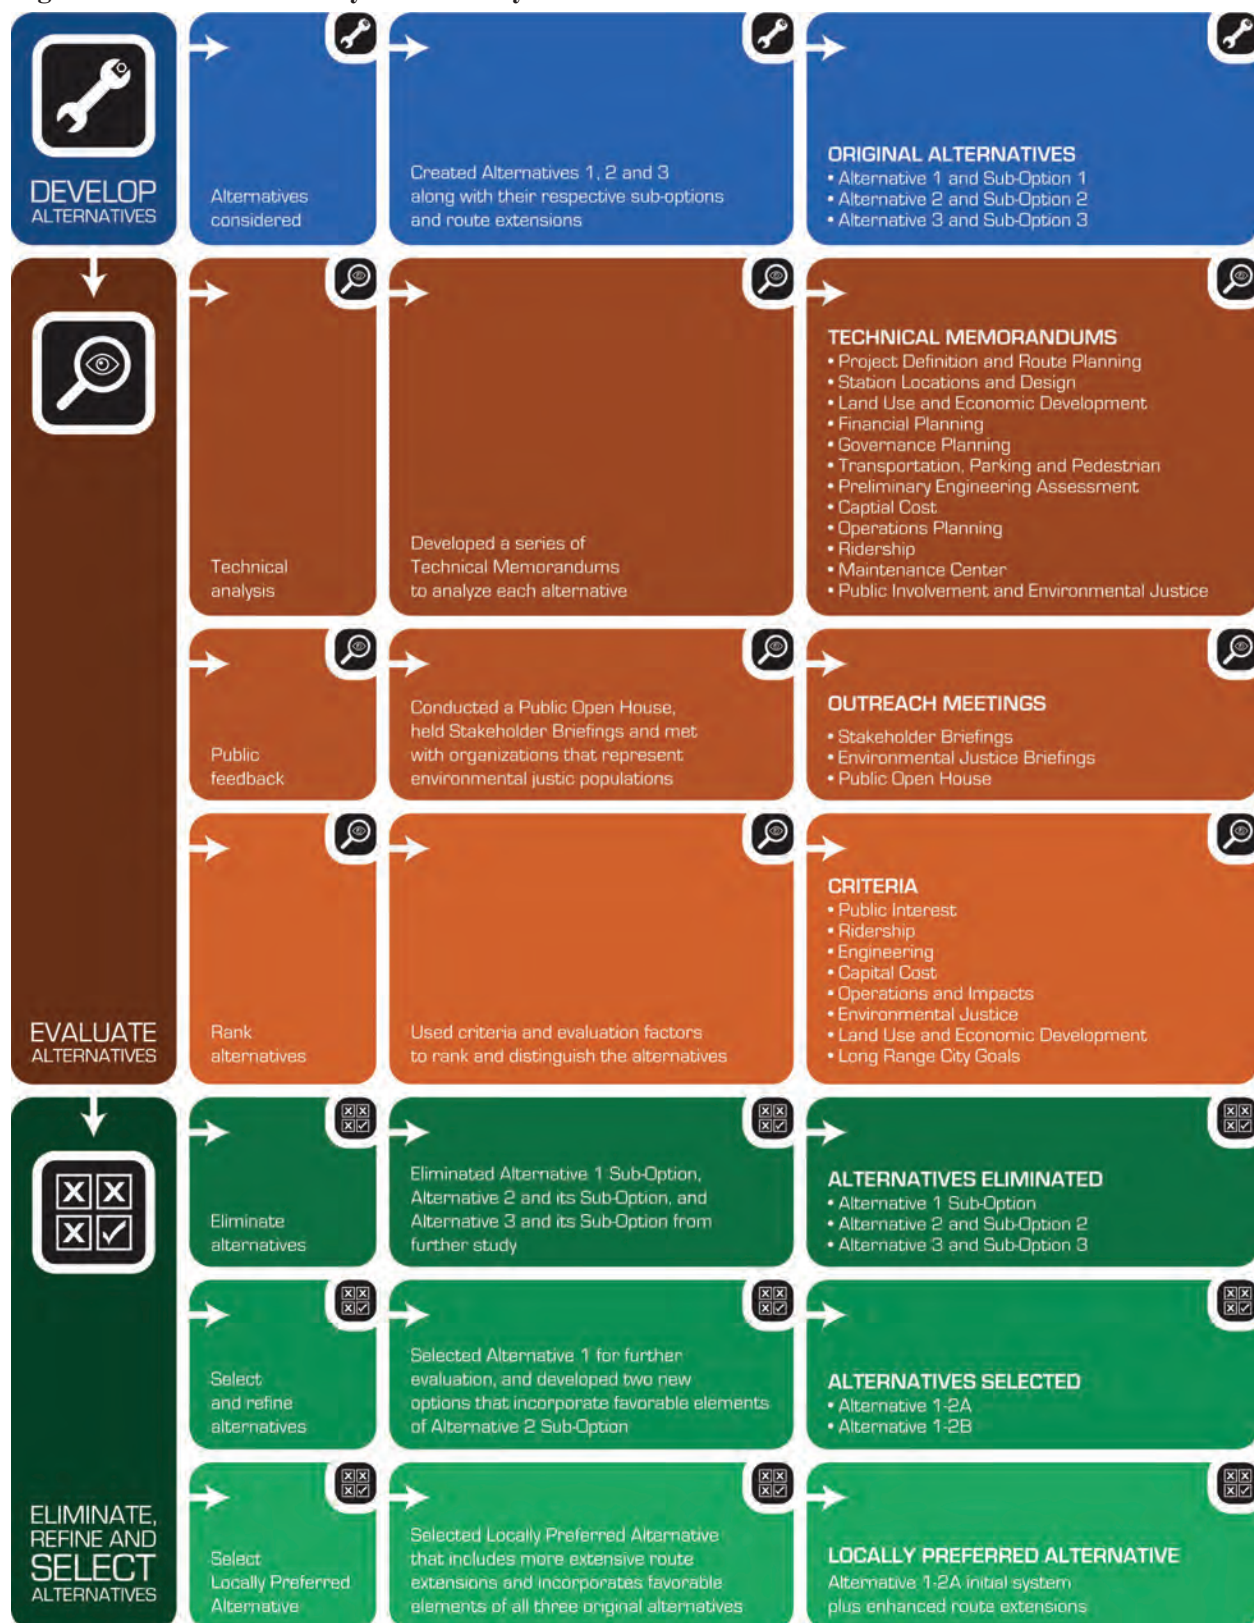 DEVELOP
ALTERNATIVES
Alternatives
considered
Created Alternatives 1, 2 and 3
along with their respective sub-options
and route extensions
ORIGINAL ALTERNATIVES
• Alternative 1 and Sub-Option 1
• Alternative 2 and Sub-Option 2
• Alternative 3 and Sub-Option 3
EVALUATE
ALTERNATIVES
Technical
analysis
Developed a series of
Technical Memorandums
to analyze each alternative
TECHNICAL MEMORANDUMS
• Project Definition and Route Planning
• Station Locations and Design
• Land Use and Economic Development
• Financial Planning
• Governance Planning
• Transportation, Parking and Pedestrian
• Preliminary Engineering Assessment
• Captial Cost
• Operations Planning
• Ridership
• Maintenance Center
• Public Involvement and Environmental Justice
Public
feedback
Conducted a Public Open House,
held Stakeholder Briefings and met
with organizations that represent
environmental justic populations
OUTREACH MEETINGS
• Stakeholder Briefings
• Environmental Justice Briefings
• Public Open House
Rank
alternatives
Used criteria and evaluation factors
to rank and distinguish the alternatives
CRITERIA
• Public Interest
• Ridership
• Engineering
• Capital Cost
• Operations and Impacts
• Environmental Justice
• Land Use and Economic Development
• Long Range City Goals
ELIMINATE,
REFINE AND
SELECT
ALTERNATIVES
Eliminate
alternatives
Eliminated Alternative 1 Sub-Option,
Alternative 2 and its Sub-Option, and
Alternative 3 and its Sub-Option from
further study
ALTERNATIVES ELIMINATED
• Alternative 1 Sub-Option
• Alternative 2 and Sub-Option 2
• Alternative 3 and Sub-Option 3
Select
and refine
alternatives
Selected Alternative 1 for further
evaluation, and developed two new
options that incorporate favorable elements
of Alternative 2 Sub-Option
ALTERNATIVES SELECTED
• Alternative 1-2A
• Alternative 1-2B
Select
Locally Preferred
Alternative
Selected Locally Preferred Alternative
that includes more extensive route
extensions and incorporates favorable
elements of all three original alternatives
LOCALLY PREFERRED ALTERNATIVE
Alternative 1-2A initial system
plus enhanced route extensions